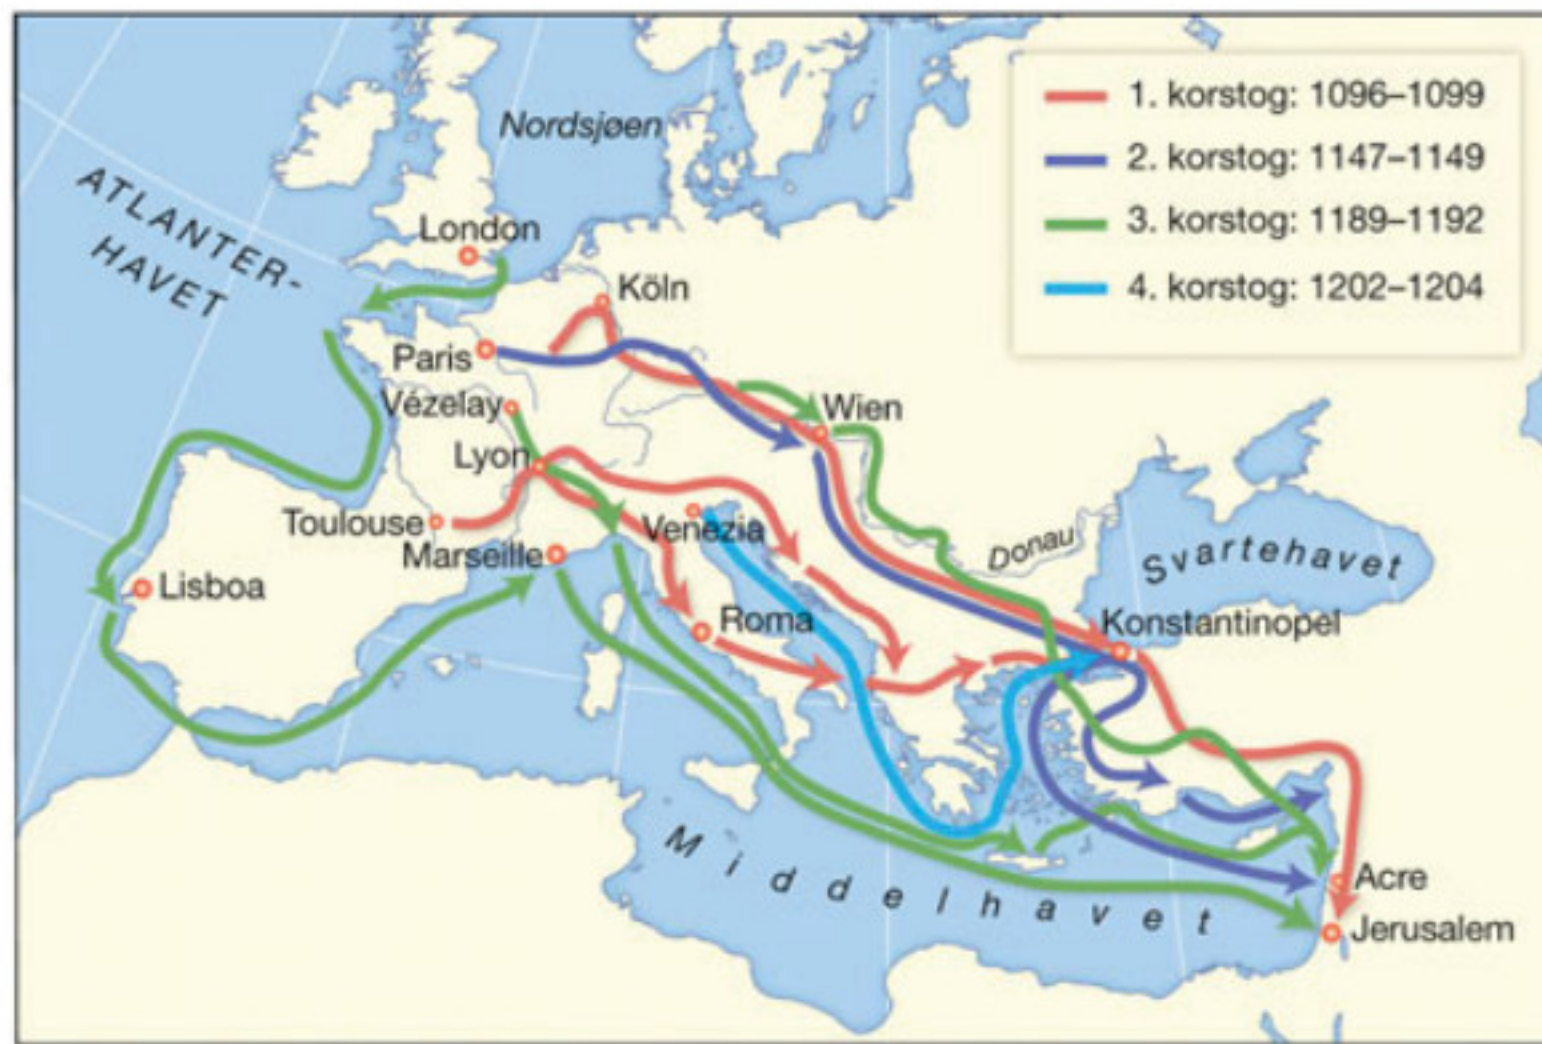 1. korstog: 1096–1099
2. korstog: 1147–1149
3. korstog: 1189–1192
4. korstog: 1202–1204
Nordsjøen
ATLANTER-
HAVET
London
Köln
Paris
Vézelay
Wien
Lyon
Toulouse
Venezia
Marseille
Donau
Svartehavet
Lisboa
Roma
Konstantinopel
Middelhavet
Acre
Jerusalem